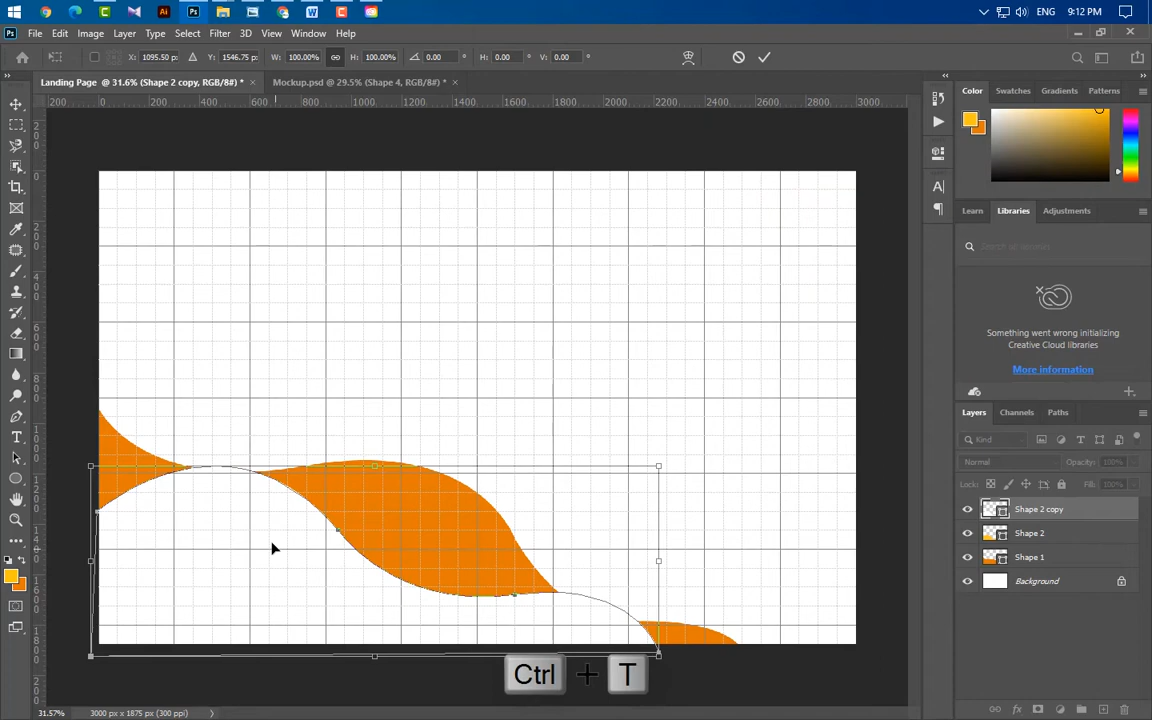 ENG 9:12 PM
File Edit Image Layer Type Select Filter 3D View Window Help
X: 1095.50 px Y: 1546.75 px W: 100.00% H: 100.00% 0.00 ° H: 0.00 ° V: 0.00 °
Landing Page @ 31.6% (Shape 2 copy, RGB/8#) * × Mockup.psd @ 29.5% (Shape 4, RGB/8#) * ×
200 0 200 400 600 800 1000 1200 1400 1600 1800 2000 2200 2400 2600 2800 3000
Color Swatches Gradients Patterns
Learn Libraries Adjustments
Something went wrong initializing
Creative Cloud libraries
More information
Layers Channels Paths
Kind
Normal Opacity: 100%
Lock: Fill: 100%
Shape 2 copy
Shape 2
Shape 1
Background
Ctrl + T
31.57% 3000 px x 1875 px (300 ppi)